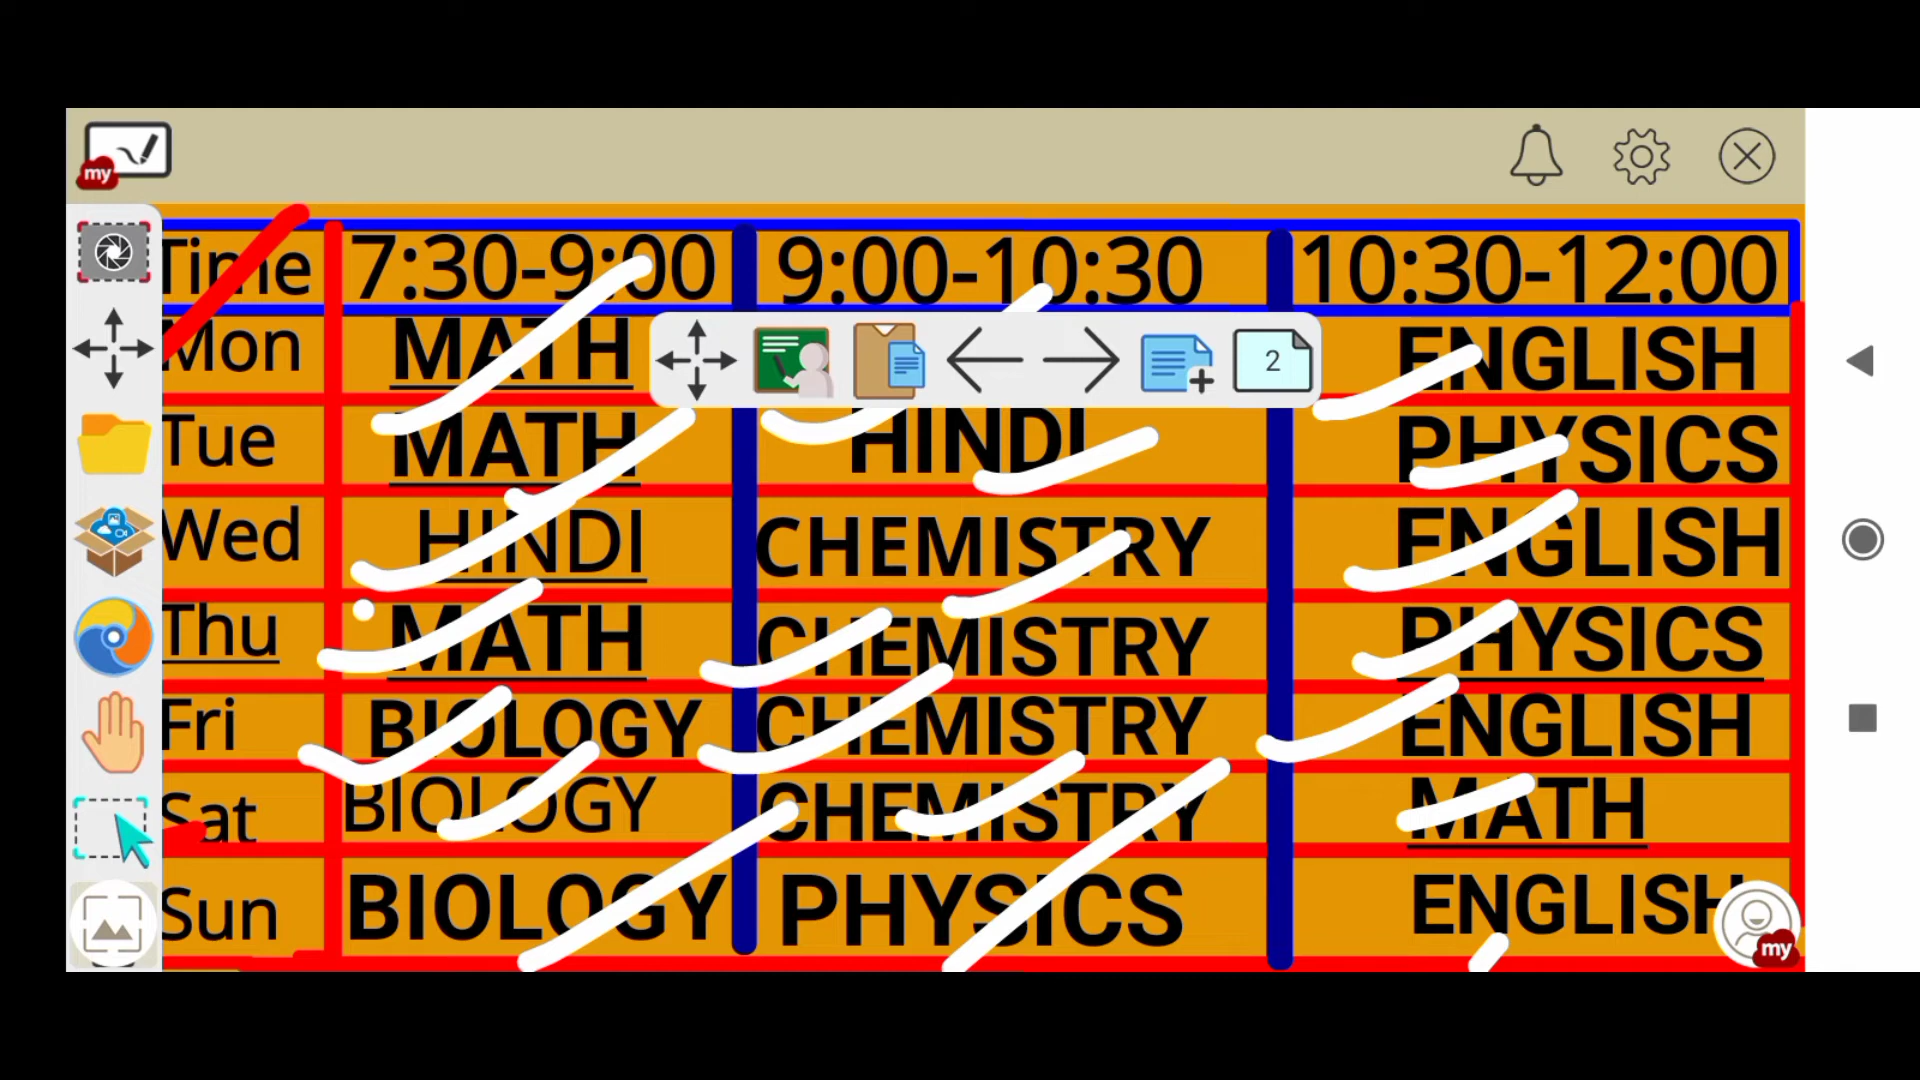 my
Time 7:30-9:00 9:00-10:30 10:30-12:00
Mon MATH ENGLISH
2
Tue MATH HINDI PHYSICS
Wed HINDI CHEMISTRY ENGLISH
Thu MATH CHEMISTRY PHYSICS
Fri BIOLOGY CHEMISTRY ENGLISH
Sat BIOLOGY CHEMISTRY MATH
Sun BIOLOGY PHYSICS ENGLISH
my